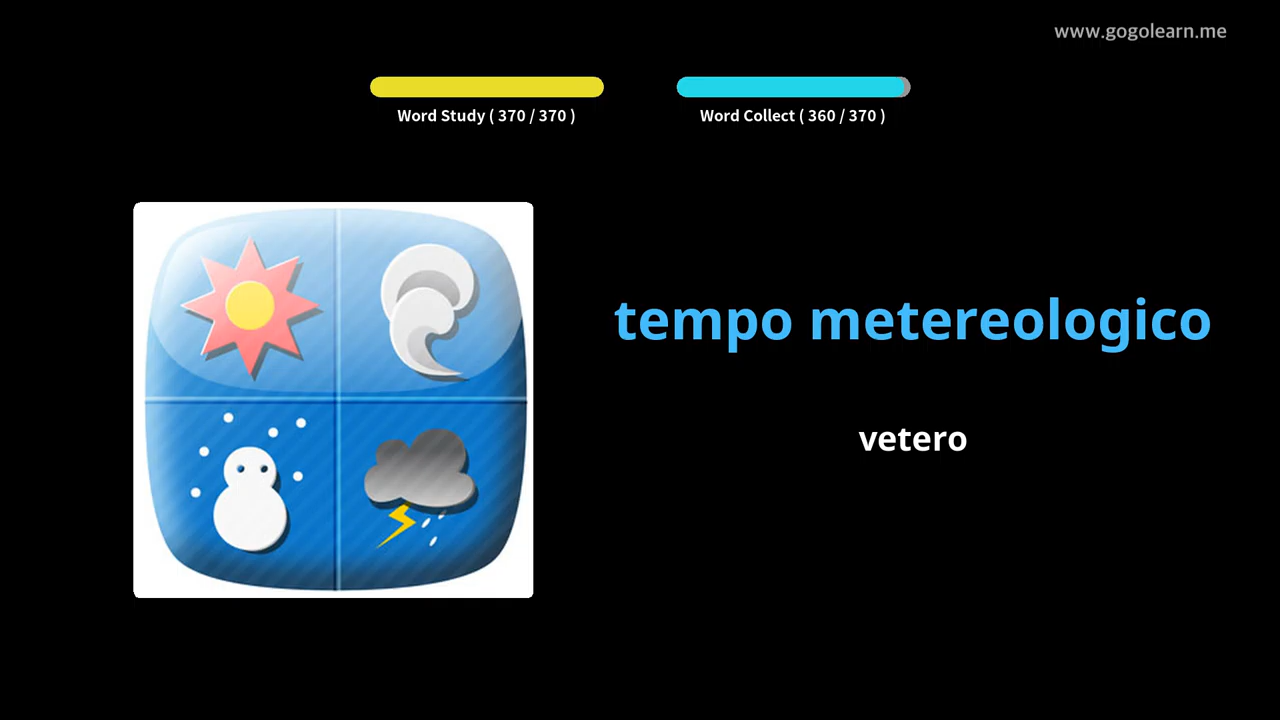 www.gogolearn.me
Word Study ( 370 / 370 )
Word Collect ( 360 / 370 )
tempo metereologico
vetero